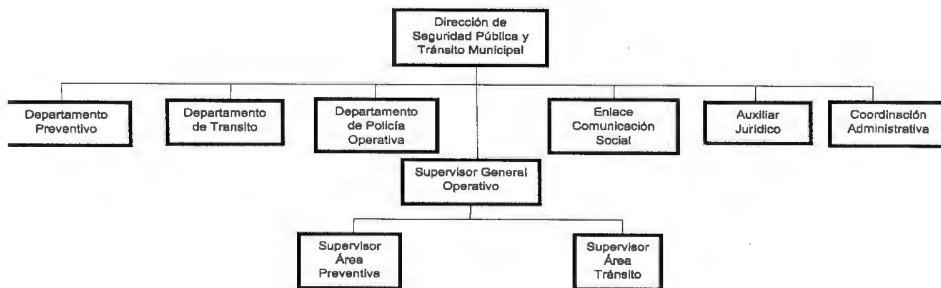 Dirección de
Seguridad Pública y
Tránsito Municipal
Departamento
Preventivo
Departamento
de Transito
Departamento
de Policía
Operativa
Enlace
Comunicación
Social
Auxiliar
Jurídico
Coordinación
Administrativa
Supervisor General
Operativo
Supervisor
Área
Preventiva
Supervisor
Área
Tránsito